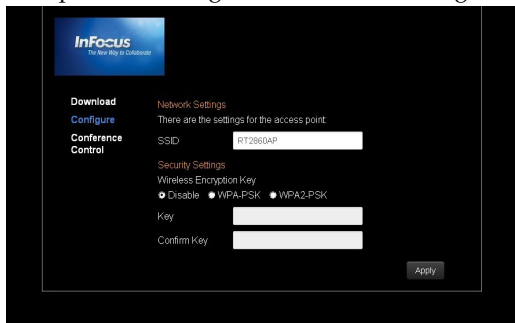 InFocus
The New Way to Collaborate
Download
Configure
Conference
Control
Network Settings
There are the settings for the access point:
SSID RT2860AP
Security Settings
Wireless Encryption Key
Disable WPA-PSK WPA2-PSK
Key
Confirm Key
Apply